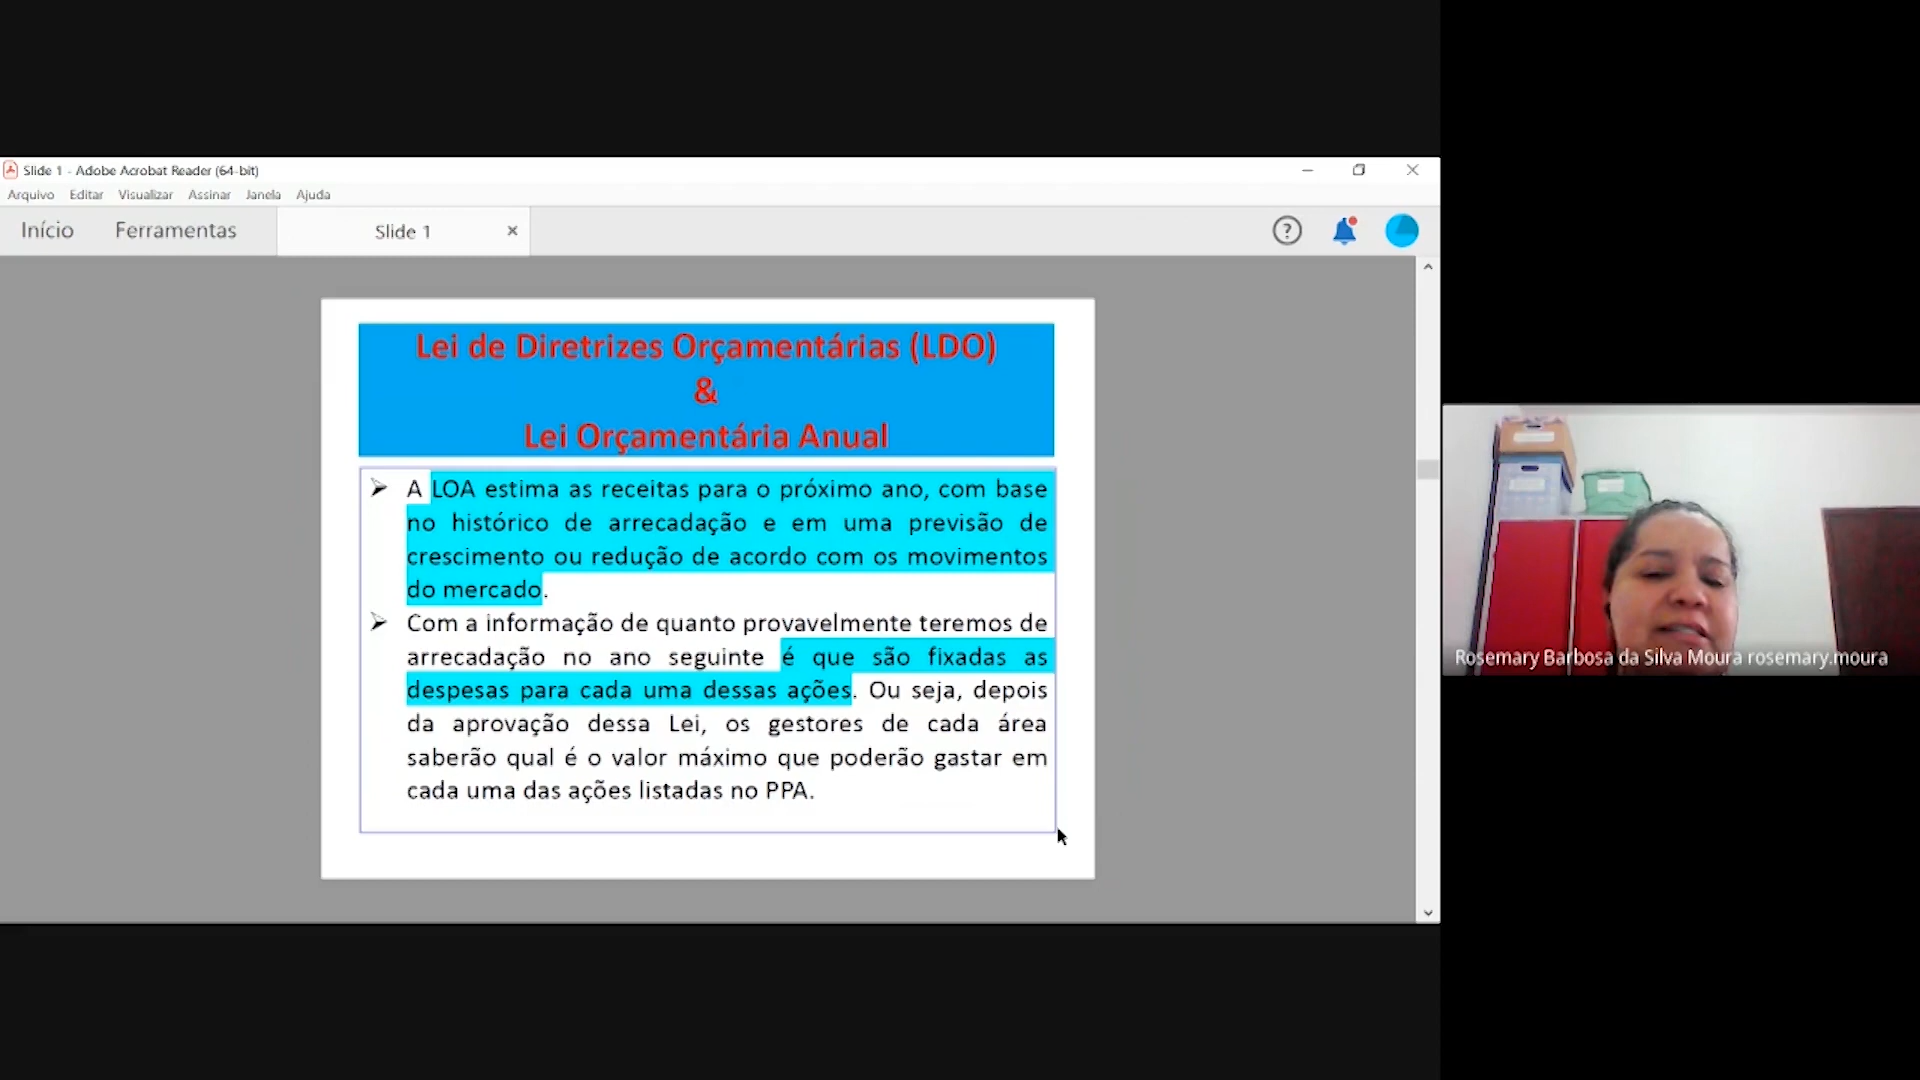 Slide 1 - Adobe Acrobat Reader (64-bit)
Arquivo Editar Visualizar Assinar Janela Ajuda
Início Ferramentas Slide 1
Lei de Diretrizes Orçamentárias (LDO)
&
Lei Orçamentária Anual
A LOA estima as receitas para o próximo ano, com base
no histórico de arrecadação e em uma previsão de
crescimento ou redução de acordo com os movimentos
do mercado.
Com a informação de quanto provavelmente teremos de
arrecadação no ano seguinte é que são fixadas as
despesas para cada uma dessas ações. Ou seja, depois
da aprovação dessa Lei, os gestores de cada área
saberão qual é o valor máximo que poderão gastar em
cada uma das ações listadas no PPA.
Rosemary Barbosa da Silva Moura rosemary.moura